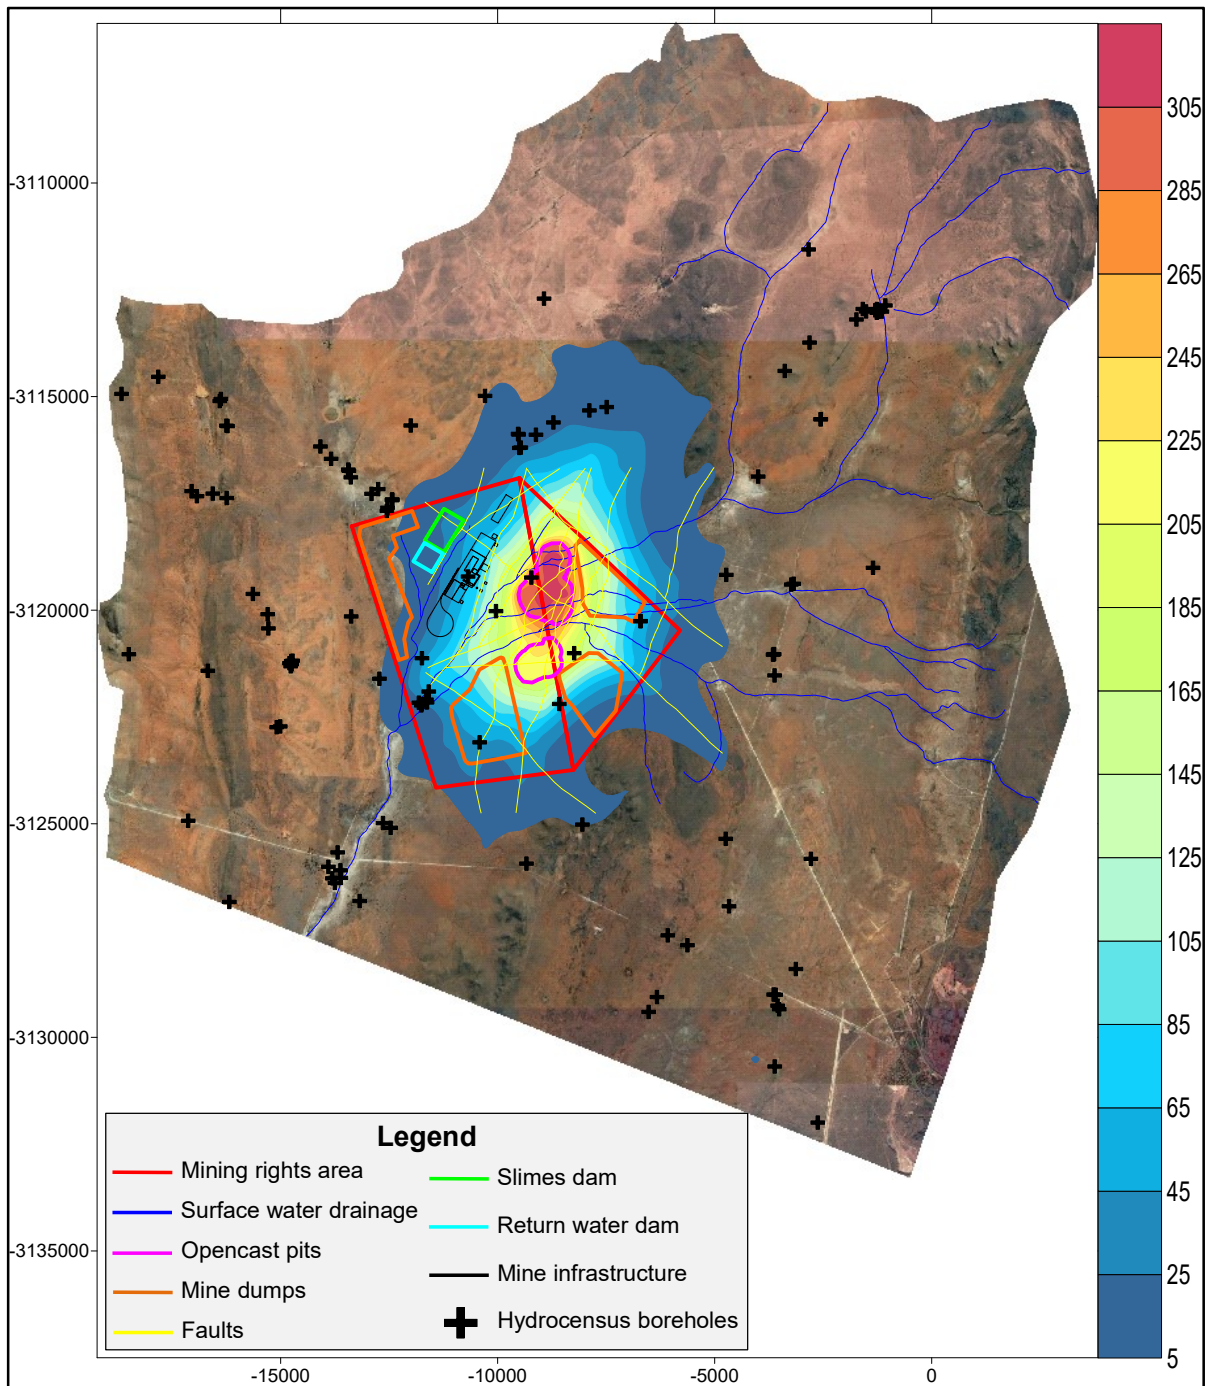 305
285
265
245
225
205
185
165
145
125
105
85
65
45
25
5
-3110000
-3115000
-3120000
-3125000
-3130000
-3135000
-15000
-10000
-5000
0
Legend
Mining rights area
Surface water drainage
Opencast pits
Mine dumps
Faults
Slimes dam
Return water dam
Mine infrastructure
Hydrocensus boreholes